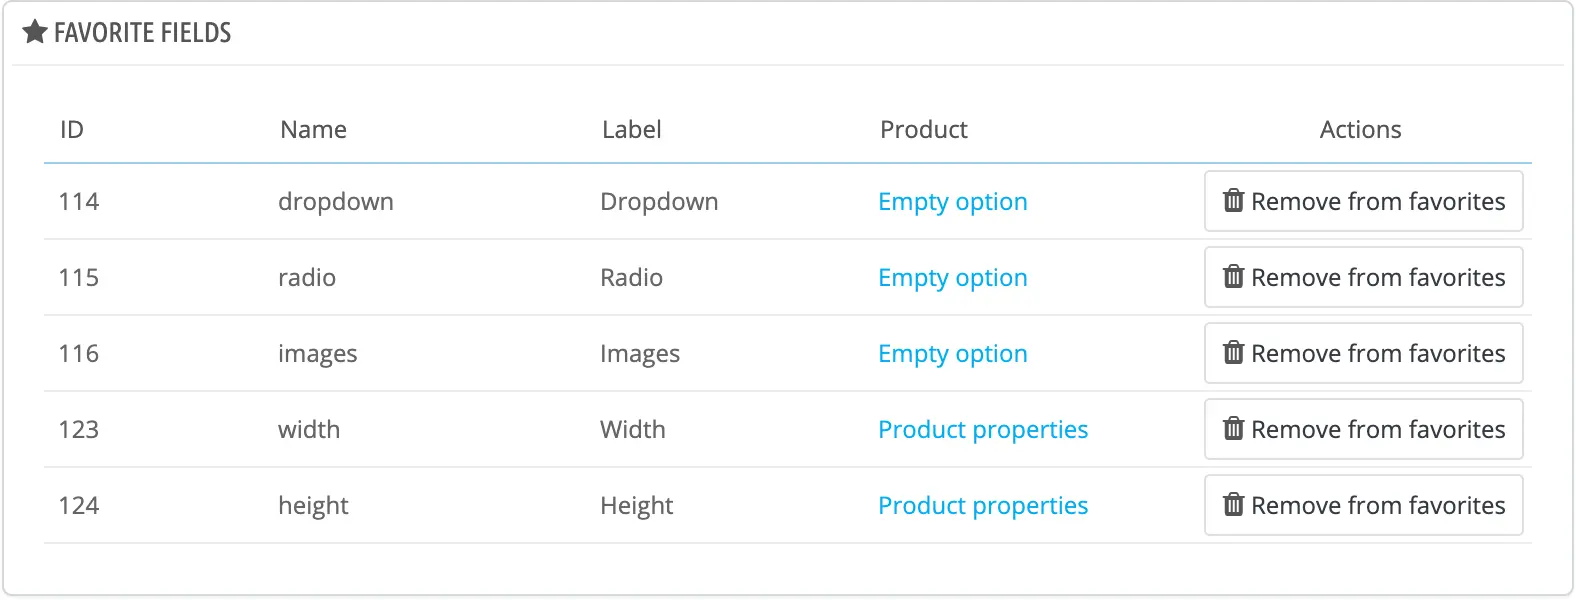 FAVORITE FIELDS
ID Name Label Product Actions
114 dropdown Dropdown Empty option Remove from favorites
115 radio Radio Empty option Remove from favorites
116 images Images Empty option Remove from favorites
123 width Width Product properties Remove from favorites
124 height Height Product properties Remove from favorites